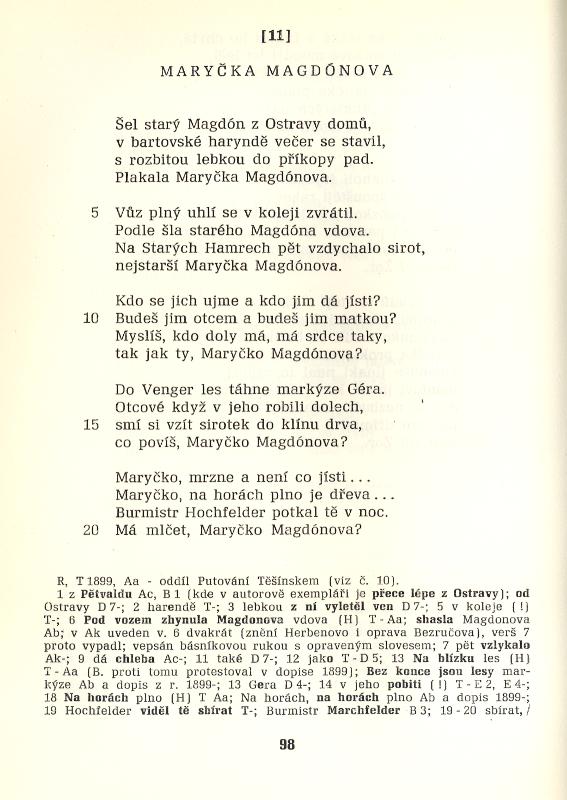 [11]
MARYČKA MAGDÓNOVA
Šel starý Magdón z Ostravy domů,
v bartovské haryndě večer se stavil,
s rozbitou lebkou do příkopy pad.
Plakala Maryčka Magdónova.
5 Vůz plný uhlí se v koleji zvrátil.
Podle šla starého Magdóna vdova.
Na Starých Hamrech pět vzdychalo sirot,
nejstarší Maryčka Magdónova.
Kdo se jich ujme a kdo jim dá jísti?
10 Budeš jim otcem a budeš jim matkou?
Myslíš, kdo doly má, má srdce taky,
tak jak ty, Maryčko Magdónova?
Do Venger les táhne markýze Géra.
Otcové když v jeho robili dolech,
15 smí si vzít sirotek do klínu drva,
co povíš, Maryčko Magdónova?
Maryčko, mrzne a není co jísti...
Maryčko, na horách plno je dřeva...
Burmistr Hochfelder potkal tě v noc.
20 Má mlčet, Maryčko Magdónova?
R, T 1899, Aa - oddíl Putování Těšínskem (viz č. 10).
1 z Pětvaldu Ac, B 1 (kde v autorově exempláři je přece lépe z Ostravy); od
Ostravy D 7-; 2 harendě T-; 3 lebkou z ní vyletěl ven D 7-; 5 v koleje (!)
T-; 6 Pod vozem zhynula Magdonova vdova (H) T - Aa; shasla Magdonova
Ab; v Ak uveden v. 6 dvakrát (znění Herbenovo i oprava Bezručova), verš 7
proto vypadl; vepsán básníkovou rukou s opraveným slovesem; 7 pět vzlykalo
Ak-; 9 dá chleba Ac-; 11 také D 7-; 12 jako T - D 5; 13 Na blízku les (H)
T - Aa (B. proti tomu protestoval v dopise 1899); Bez konce jsou lesy mar-
kýze Ab a dopis z r. 1899-; 13 Gera D 4-; 14 v jeho pobiti (!) T - E 2, E 4-;
18 Na horách plno (H) T Aa; Na horách, na horách plno Ab a dopis 1899-;
19 Hochfelder viděl tě sbírat T-; Burmistr Marchfelder B 3; 19 - 20 sbírat, /
98